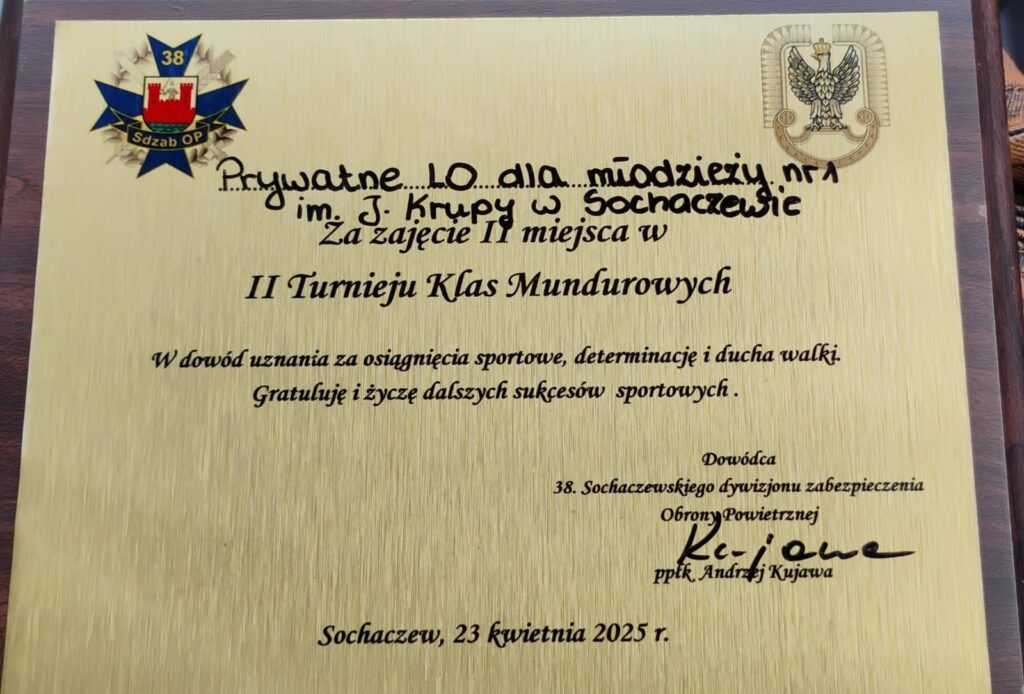 38
Sdzab OP
Prywatne LO dla młodzieży nr 1
im. J. Krupy w Sochaczewie
Za zajęcie II miejsca w
II Turnieju Klas Mundurowych
W dowód uznania za osiągnięcia sportowe, determinację i ducha walki.
Gratuluję i życzę dalszych sukcesów sportowych .
Dowódca
38. Sochaczewskiego dywizjonu zabezpieczenia
Obrony Powietrznej
Kujawa
ppłk Andrzej Kujawa
Sochaczew, 23 kwietnia 2025 r.